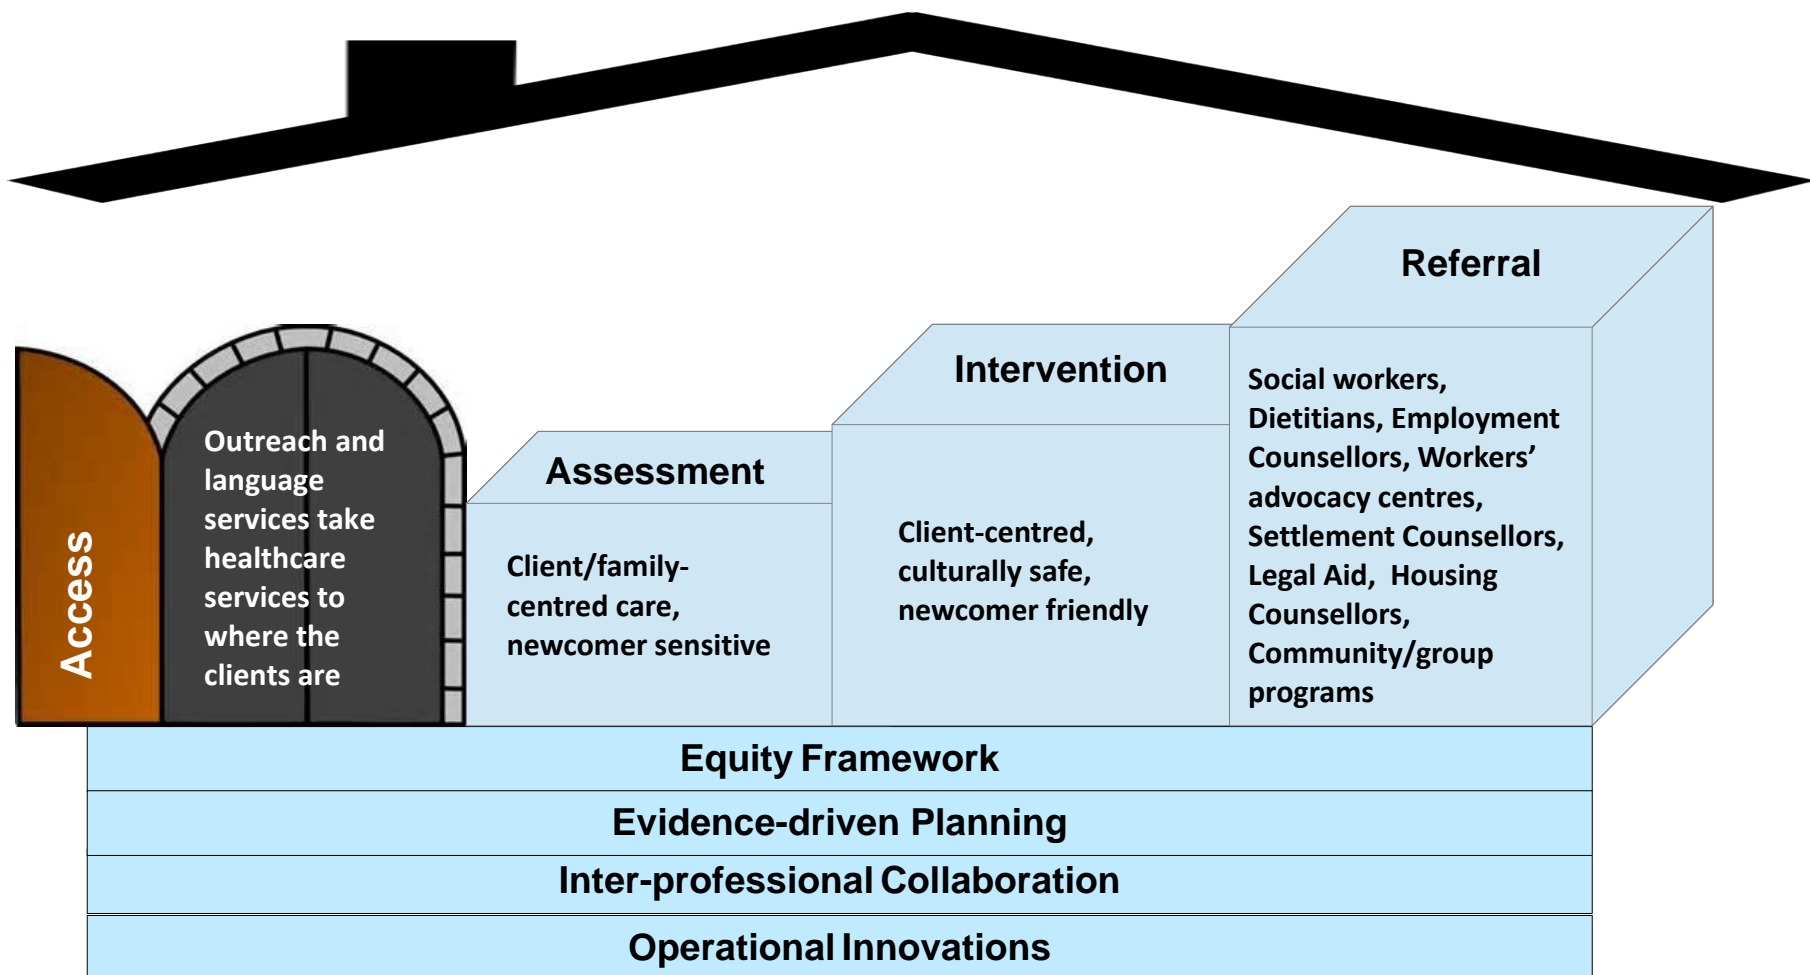 Access
Outreach and
language
services take
healthcare
services to
where the
clients are
Assessment
Client/family-
centred care,
newcomer sensitive
Intervention
Client-centred,
culturally safe,
newcomer friendly
Referral
Social workers,
Dietitians, Employment
Counsellors, Workers’
advocacy centres,
Settlement Counsellors,
Legal Aid,  Housing
Counsellors,
Community/group
programs
Equity Framework
Evidence-driven Planning
Inter-professional Collaboration
Operational Innovations